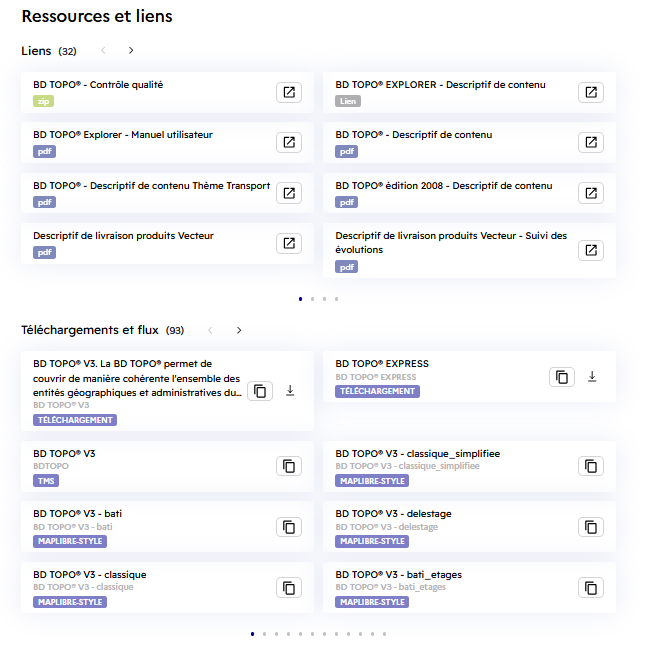 Ressources et liens
Liens (32)
BD TOPO® - Contrôle qualité
zip
BD TOPO® EXPLORER - Descriptif de contenu
Lien
BD TOPO® Explorer - Manuel utilisateur
pdf
BD TOPO® - Descriptif de contenu
pdf
BD TOPO® - Descriptif de contenu Thème Transport
pdf
BD TOPO® édition 2008 - Descriptif de contenu
pdf
Descriptif de livraison produits Vecteur
pdf
Descriptif de livraison produits Vecteur - Suivi des
évolutions
pdf
Téléchargements et flux (93)
BD TOPO® V3. La BD TOPO® permet de
couvrir de manière cohérente l'ensemble des
entités géographiques et administratives du...
BD TOPO® V3
TÉLÉCHARGEMENT
BD TOPO® EXPRESS
BD TOPO® EXPRESS
TÉLÉCHARGEMENT
BD TOPO® V3
BDTOPO
TMS
BD TOPO® V3 - classique_simplifiee
BD TOPO® V3 - classique_simplifiee
MAPLIBRE-STYLE
BD TOPO® V3 - bati
BD TOPO® V3 - bati
MAPLIBRE-STYLE
BD TOPO® V3 - delestage
BD TOPO® V3 - delestage
MAPLIBRE-STYLE
BD TOPO® V3 - classique
BD TOPO® V3 - classique
MAPLIBRE-STYLE
BD TOPO® V3 - bati_etages
BD TOPO® V3 - bati_etages
MAPLIBRE-STYLE